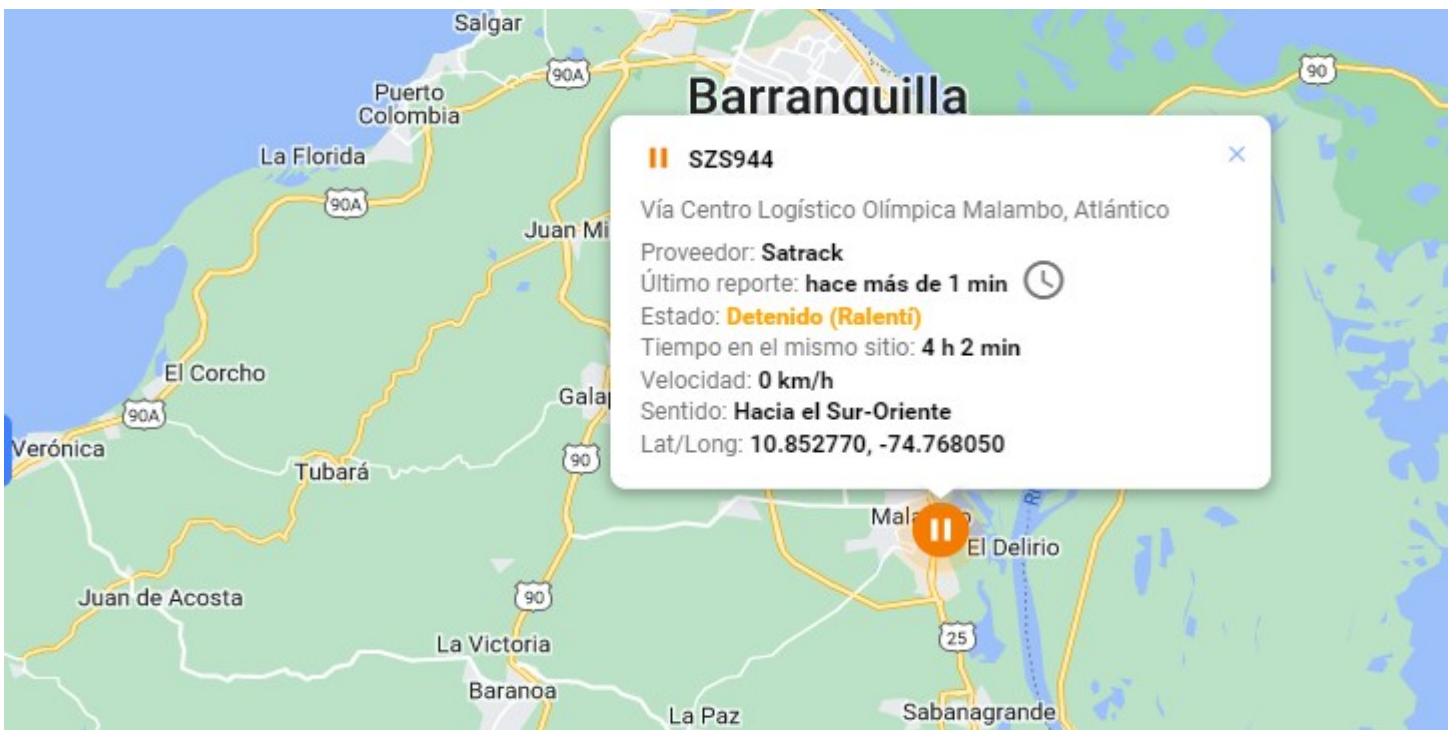 Salgar
90A
90
Puerto
Colombia
Barranquilla
La Florida
90A
Juan Mi
SZS944
Vía Centro Logístico Olímpica Malambo, Atlántico
Proveedor: Satrack
Último reporte: hace más de 1 min
Estado: Detenido (Ralentí)
Tiempo en el mismo sitio: 4 h 2 min
Velocidad: 0 km/h
Sentido: Hacia el Sur-Oriente
Lat/Long: 10.852770, -74.768050
El Corcho
90A
Galap
Verónica
Tubará
90
El Delirio
Juan de Acosta
90
25
La Victoria
Baranoa
La Paz
Sabanagrande